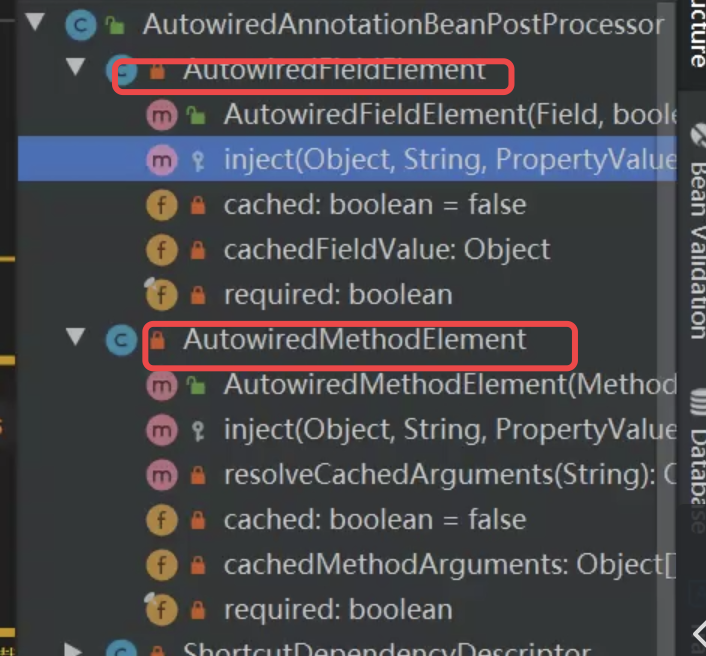 AutowiredAnnotationBeanPostProcessor
AutowiredFieldElement
AutowiredFieldElement(Field, boole
inject(Object, String, PropertyValue
cached: boolean = false
cachedFieldValue: Object
required: boolean
AutowiredMethodElement
AutowiredMethodElement(Method
inject(Object, String, PropertyValue
resolveCachedArguments(String): O
cached: boolean = false
cachedMethodArguments: Object[]
required: boolean
ShortcutDependencyDescriptor
ucture
Bean Validation
Database